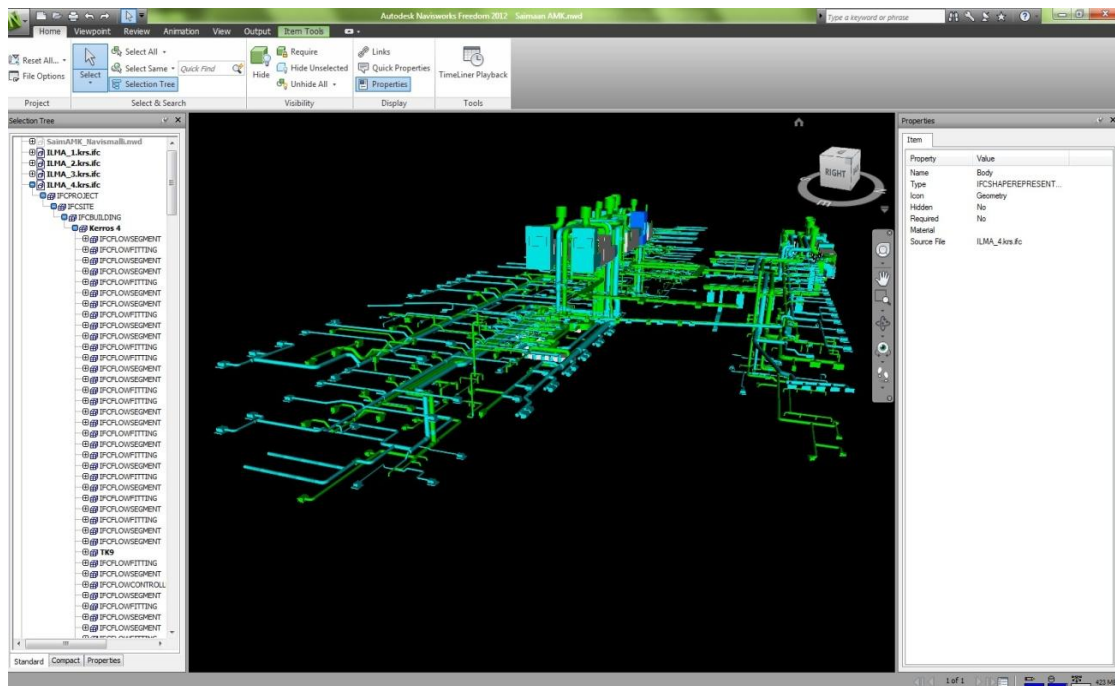 Autodesk Navisworks Freedom 2012 Saimaan AMK.nwd
Type a keyword or phrase
Home Viewpoint Review Animation View Output Item Tools
Reset All...
File Options
Select
Select All
Select Same
Quick Find
Selection Tree
Hide
Require
Hide Unselected
Unhide All
Links
Quick Properties
Properties
TimeLiner Playback
Project Select & Search Visibility Display Tools
Selection Tree
SaimAMK_Navismalli.nwd
ILMA_1.krs.ifc
ILMA_2.krs.ifc
ILMA_3.krs.ifc
ILMA_4.krs.ifc
IFCPROJECT
IFCSITE
IFCBUILDING
Kerros 4
IFCFLOWSEGMENT
IFCFLOWFITTING
IFCFLOWSEGMENT
IFCFLOWFITTING
IFCFLOWFITTING
IFCFLOWSEGMENT
IFCFLOWSEGMENT
IFCFLOWFITTING
IFCFLOWSEGMENT
IFCFLOWSEGMENT
IFCFLOWFITTING
IFCFLOWFITTING
IFCFLOWSEGMENT
IFCFLOWSEGMENT
IFCFLOWFITTING
IFCFLOWFITTING
IFCFLOWSEGMENT
IFCFLOWSEGMENT
IFCFLOWFITTING
IFCFLOWSEGMENT
IFCFLOWFITTING
IFCFLOWSEGMENT
IFCFLOWFITTING
IFCFLOWSEGMENT
IFCFLOWSEGMENT
IFCFLOWFITTING
IFCFLOWFITTING
IFCFLOWSEGMENT
IFCFLOWSEGMENT
TK9
IFCFLOWFITTING
IFCFLOWSEGMENT
IFCFLOWCONTROLL
IFCFLOWSEGMENT
IFCFLOWFITTING
IFCFLOWSEGMENT
IFCFLOWSEGMENT
Standard Compact Properties
RIGHT
Properties
Item
Property Value
Name Body
Type IFCSHAPEREPRESENT...
Icon Geometry
Hidden No
Required No
Material
Source File ILMA_4.krs.ifc
1 of 1
423 M